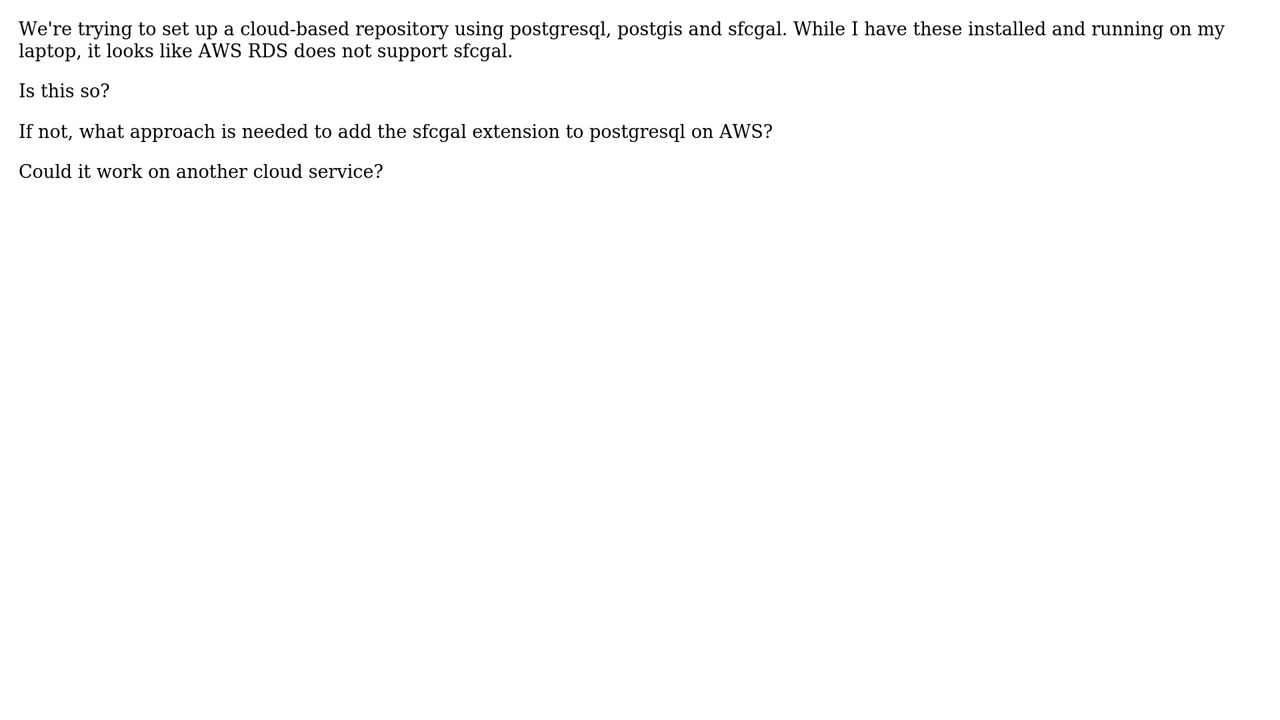 We're trying to set up a cloud-based repository using postgresql, postgis and sfcgal. While I have these installed and running on my
laptop, it looks like AWS RDS does not support sfcgal.
Is this so?
If not, what approach is needed to add the sfcgal extension to postgresql on AWS?
Could it work on another cloud service?